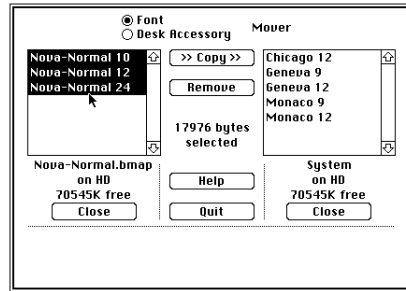 Font
Desk Accessory
Mover
Nova-Normal 10
Nova-Normal 12
Nova-Normal 24
>> Copy >>
Remove
17976 bytes
selected
Chicago 12
Geneva 9
Geneva 12
Monaco 9
Monaco 12
Nova-Normal.bmap
on HD
70545K free
Close
Help
Quit
System
on HD
70545K free
Close